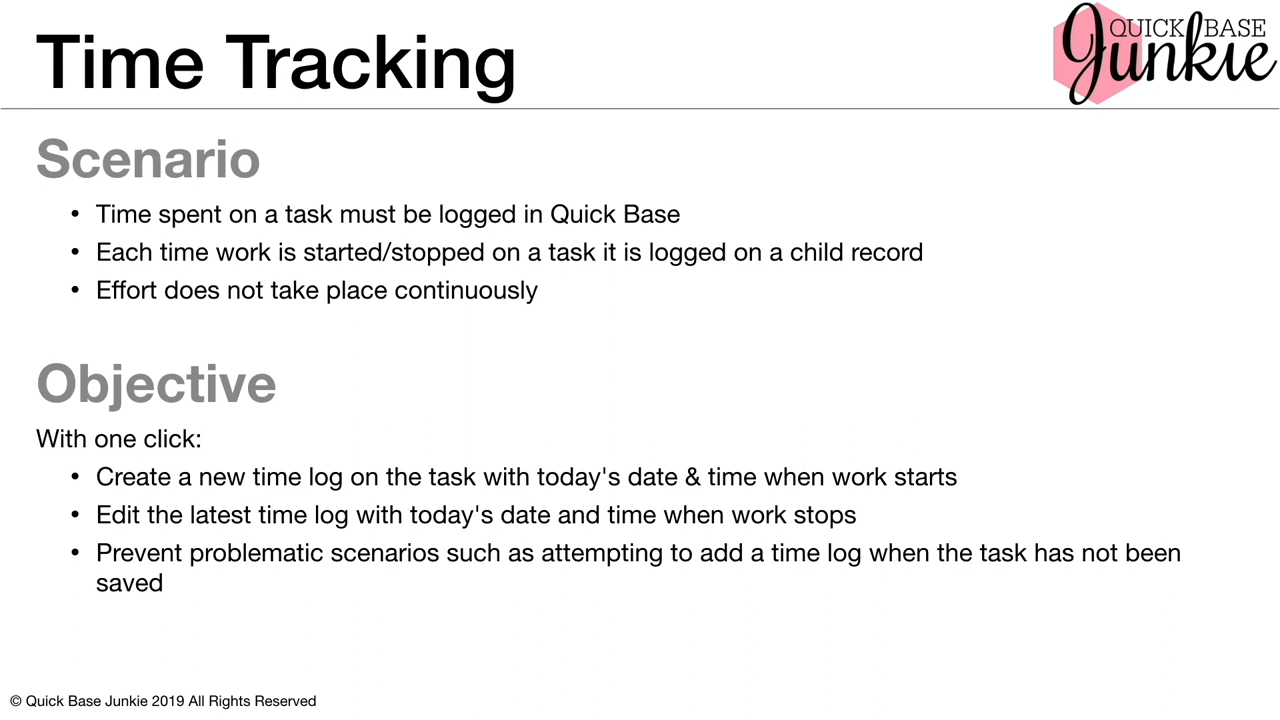 Time Tracking
QUICK BASE
Junkie
Scenario
• Time spent on a task must be logged in Quick Base
• Each time work is started/stopped on a task it is logged on a child record
• Effort does not take place continuously
Objective
With one click:
• Create a new time log on the task with today's date & time when work starts
• Edit the latest time log with today's date and time when work stops
• Prevent problematic scenarios such as attempting to add a time log when the task has not been
saved
© Quick Base Junkie 2019 All Rights Reserved